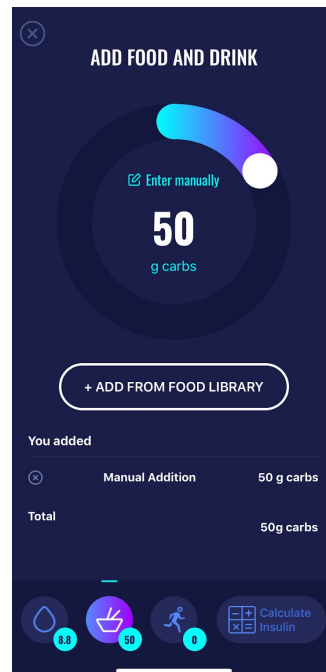 ADD FOOD AND DRINK
Enter manually
50
g carbs
+ ADD FROM FOOD LIBRARY
You added
Manual Addition 50 g carbs
Total 50g carbs
8.8 50 0 Calculate
Insulin